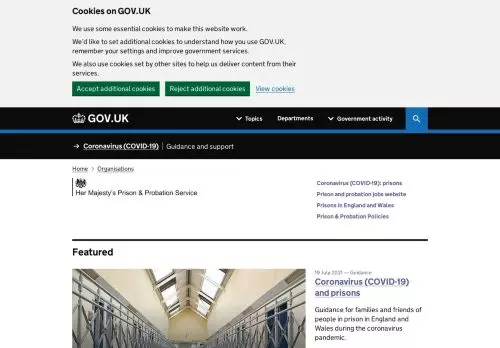 Cookies on GOV.UK
We use some essential cookies to make this website work.
We'd like to set additional cookies to understand how you use GOV.UK,
remember your settings and improve government services.
We also use cookies set by other sites to help us deliver content from their
services.
Accept additional cookies Reject additional cookies View cookies
GOV.UK Topics Departments Government activity
→ Coronavirus (COVID-19) Guidance and support
Home > Organisations
Her Majesty's Prison & Probation Service
Coronavirus (COVID-19): prisons
Prison and probation jobs website
Prisons in England and Wales
Prison & Probation Policies
Featured
19 July 2021 — Guidance
Coronavirus (COVID-19)
and prisons
Guidance for families and friends of
people in prison in England and
Wales during the coronavirus
pandemic.